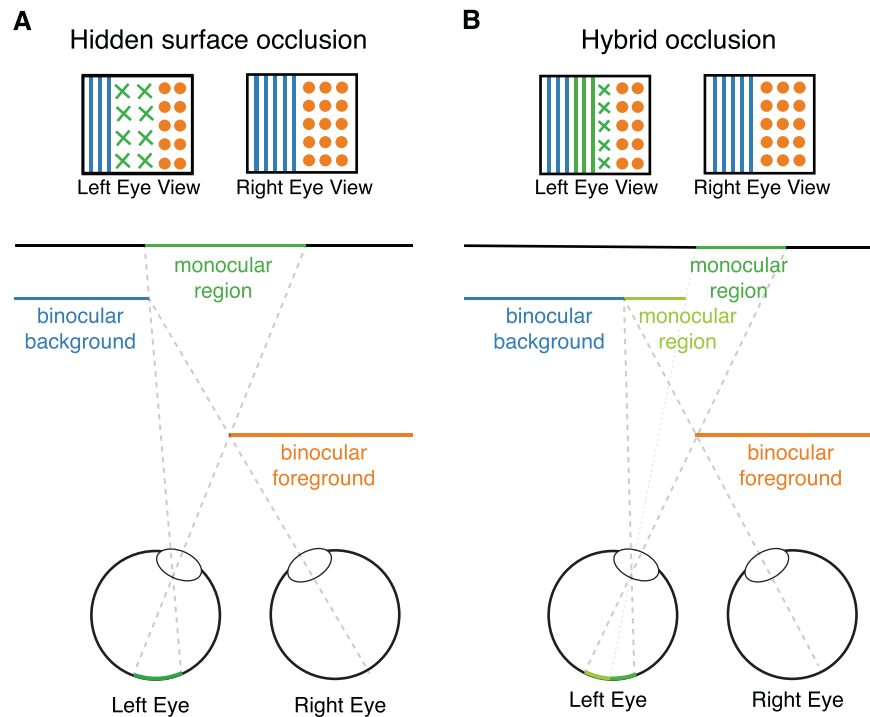 A
Hidden surface occlusion
Left Eye View
Right Eye View
monocular
region
binocular
background
binocular
foreground
Left Eye
Right Eye
B
Hybrid occlusion
Left Eye View
Right Eye View
monocular
region
binocular
background
monocular
region
binocular
foreground
Left Eye
Right Eye